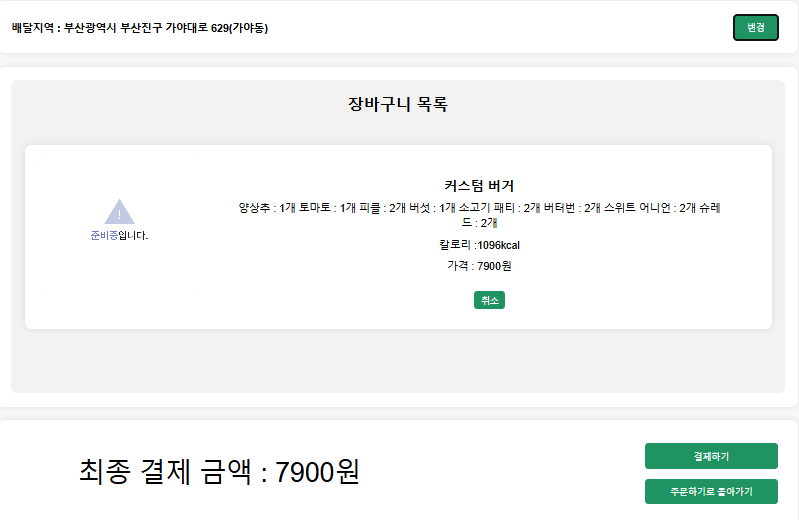 배달지역 : 부산광역시 부산진구 가야대로 629(가야동)
변경
장바구니 목록
커스텀 버거
양상추 : 1개 토마토 : 1개 피클 : 2개 버섯 : 1개 소고기 패티 : 2개 버터번 : 2개 스위트 어니언 : 2개 슈레
드 : 2개
준비중입니다.
칼로리 :1096kcal
가격 : 7900원
취소
최종 결제 금액 : 7900원
결제하기
주문하기로 돌아가기